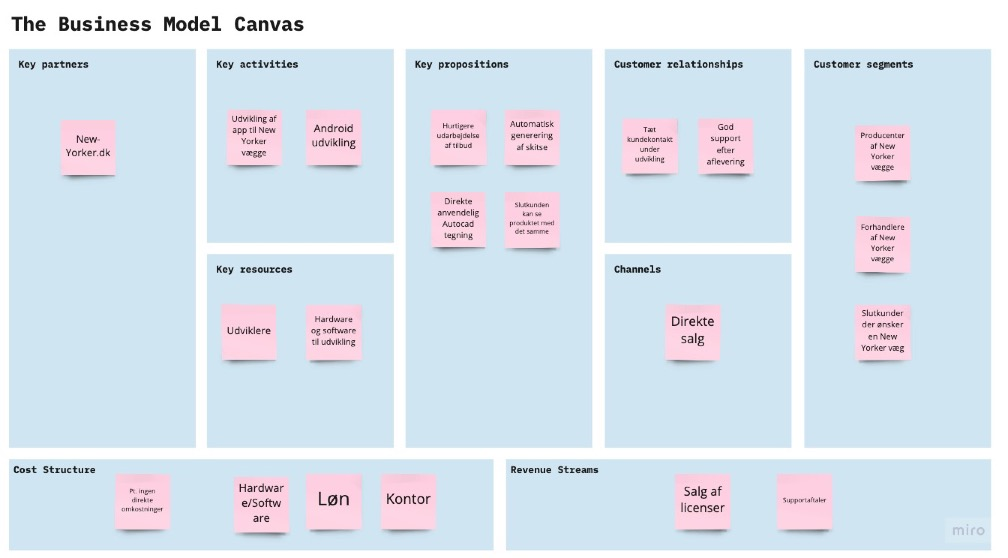 The Business Model Canvas
Key partners
New-
Yorker.dk
Key activities
Udvikling af
app til New
Yorker
vægge
Android
udvikling
Key resources
Udviklere
Hardware
og software
til udvikling
Key propositions
Hurtigere
udarbejdelse
af tilbud
Automatisk
generering
af skitse
Direkte
anvendelig
Autocad
tegning
Slutkunden
kan se
produktet med
det samme
Customer relationships
Tæt
kundekontakt
under
udvikling
God
support
efter
aflevering
Channels
Direkte
salg
Customer segments
Producenter
af New
Yorker
vægge
Forhandlere
af New
Yorker
vægge
Slutkunder
der ønsker
en New
Yorker væg
Cost Structure
Pt. ingen
direkte
omkostninger
Hardwar
e/Softw
are
Løn
Kontor
Revenue Streams
Salg af
licenser
Supportaftaler
miro